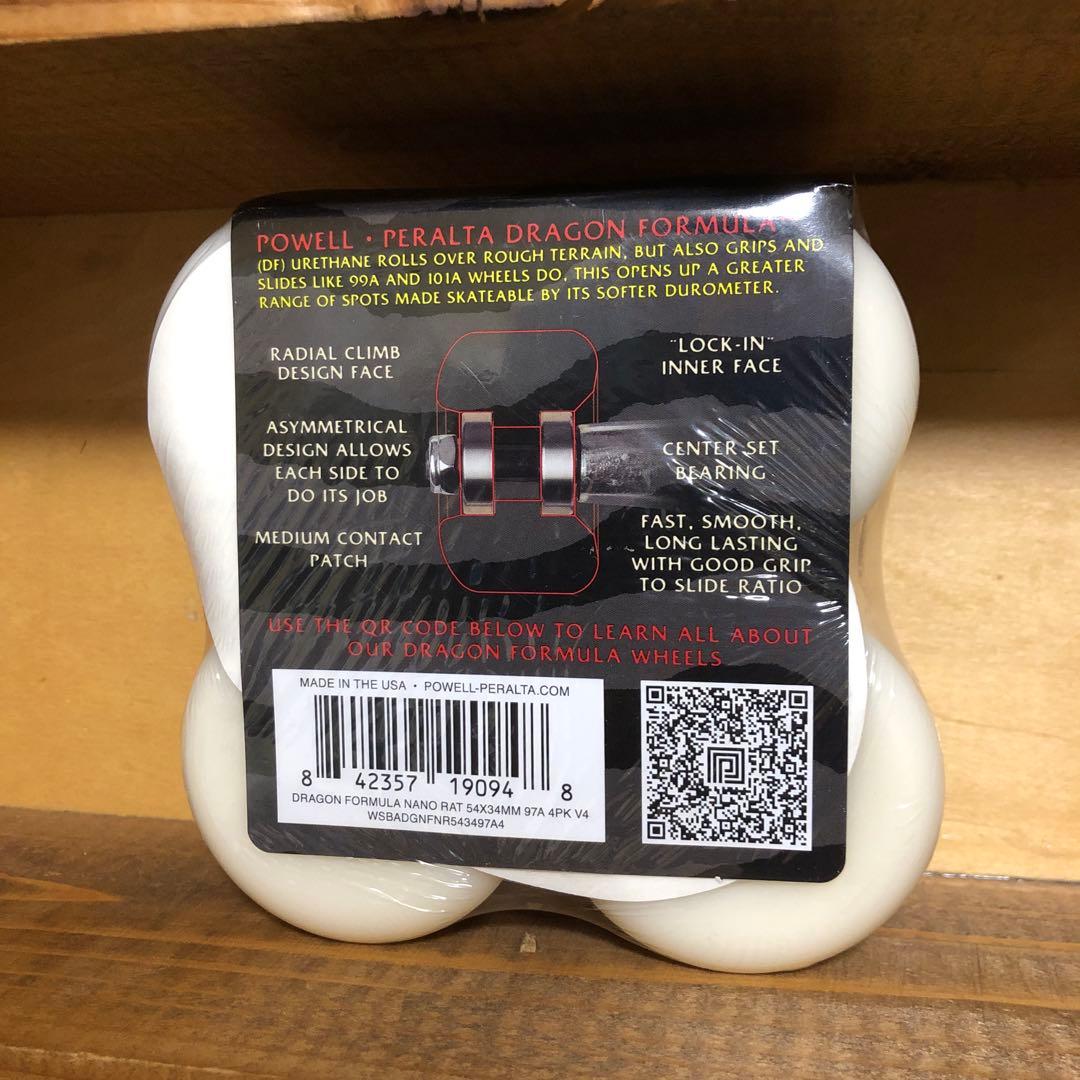 POWELL · PERALTA DRAGON FORMULA™
(DF) URETHANE ROLLS OVER ROUGH TERRAIN, BUT ALSO GRIPS AND
SLIDES LIKE 99A AND 101A WHEELS DO, THIS OPENS UP A GREATER
RANGE OF SPOTS MADE SKATEABLE BY ITS SOFTER DUROMETER.
RADIAL CLIMB
DESIGN FACE
ASYMMETRICAL
DESIGN ALLOWS
EACH SIDE TO
DO ITS JOB
MEDIUM CONTACT
PATCH
"LOCK-IN"
INNER FACE
CENTER SET
BEARING
FAST, SMOOTH,
LONG LASTING
WITH GOOD GRIP
TO SLIDE RATIO
USE THE QR CODE BELOW TO LEARN ALL ABOUT
OUR DRAGON FORMULA WHEELS
MADE IN THE USA · POWELL-PERALTA.COM
8 42357 19094 8
DRAGON FORMULA NANO RAT 54X34MM 97A 4PK V4
WSBADGNFNR543497A4